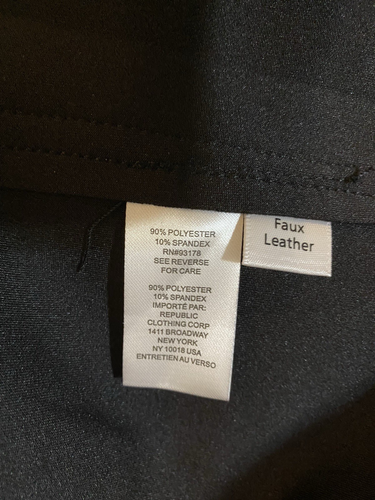 90% POLYESTER
10% SPANDEX
RN#93178
SEE REVERSE
FOR CARE
90% POLYESTER
10% SPANDEX
IMPORTÉ PAR:
REPUBLIC
CLOTHING CORP
1411 BROADWAY
NEW YORK
NY 10018 USA
ENTRETIEN AU VERSO
Faux
Leather